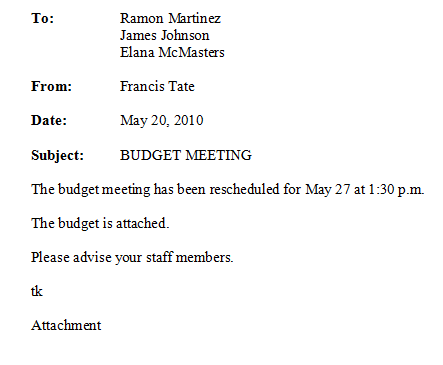 To: Ramon Martinez
James Johnson
Elana McMasters
From: Francis Tate
Date: May 20, 2010
Subject: BUDGET MEETING
The budget meeting has been rescheduled for May 27 at 1:30 p.m.
The budget is attached.
Please advise your staff members.
tk
Attachment